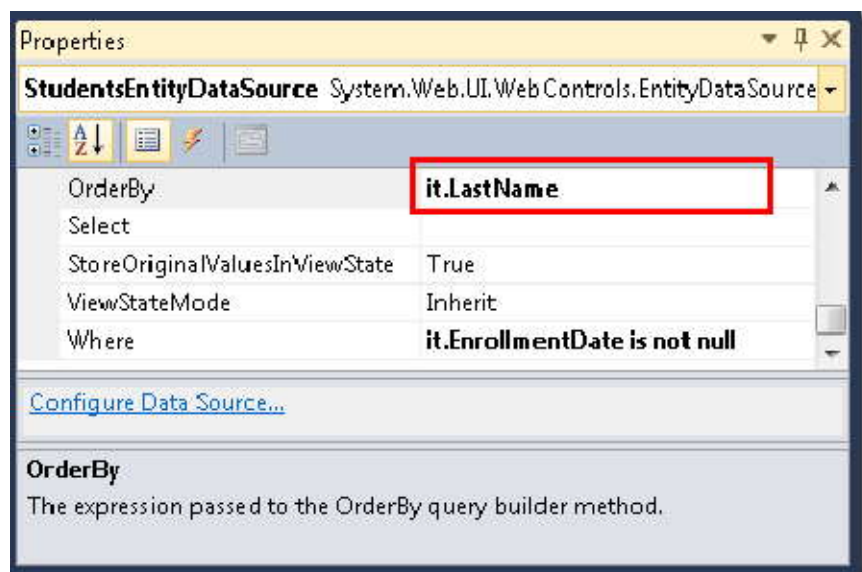 Properties
StudentsEntityDataSource System.Web.UI.WebControls.EntityDataSource
OrderBy it.LastName
Select
StoreOriginalValuesInViewState True
ViewStateMode Inherit
Where it.EnrollmentDate is not null
Configure Data Source...
OrderBy
The expression passed to the OrderBy query builder method.